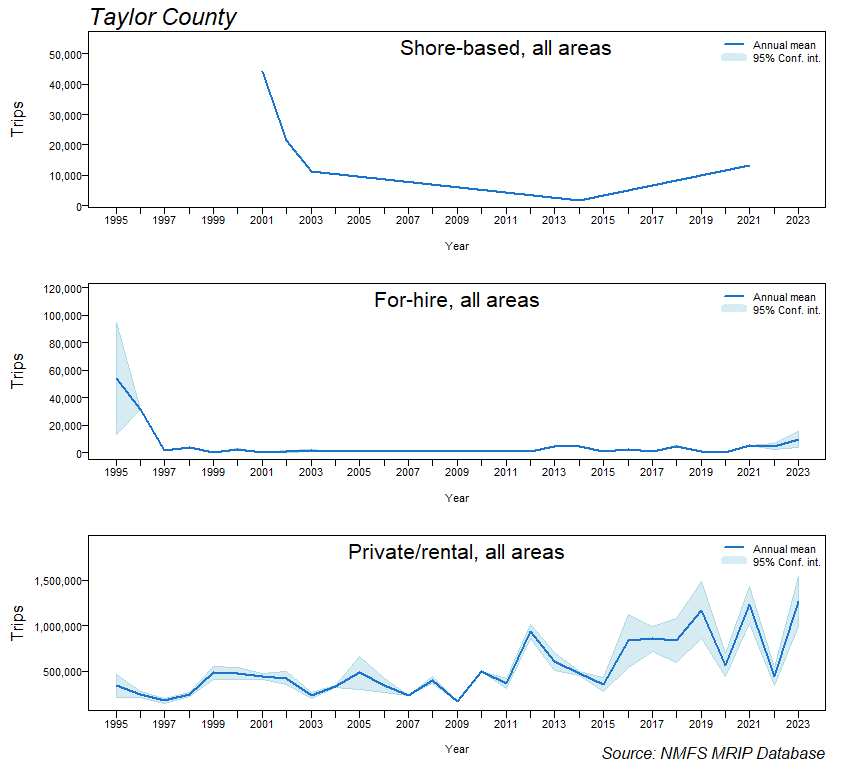 Taylor County
Shore-based, all areas
Annual mean
95% Conf. int.
Trips
50,000
40,000
30,000
20,000
10,000
0
1995 1997 1999 2001 2003 2005 2007 2009 2011 2013 2015 2017 2019 2021 2023
Year
For-hire, all areas
Annual mean
95% Conf. int.
Trips
120,000
100,000
80,000
60,000
40,000
20,000
0
1995 1997 1999 2001 2003 2005 2007 2009 2011 2013 2015 2017 2019 2021 2023
Year
Private/rental, all areas
Annual mean
95% Conf. int.
Trips
1,500,000
1,000,000
500,000
1995 1997 1999 2001 2003 2005 2007 2009 2011 2013 2015 2017 2019 2021 2023
Year
Source: NMFS MRIP Database